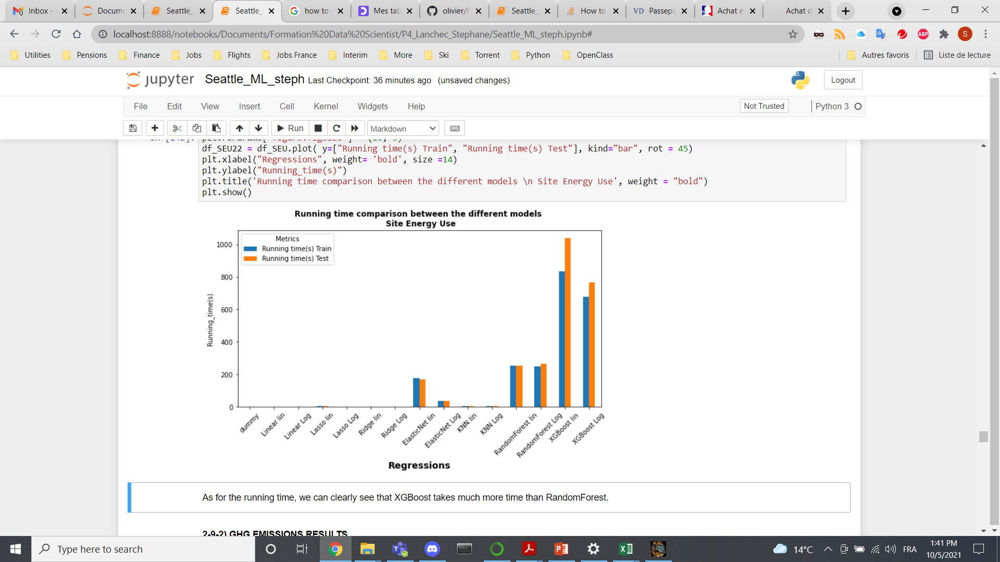 Inbox -
Docume
Seattle_
Seattle_
how to
Mes tab
olivier/P
Seattle_
How to
VD Passepo
Achat e
Achat d
localhost:8888/notebooks/Documents/Formation%20Data%20Scientist/P4_Lanchec_Stephane/Seattle_ML_steph.ipynb#
ABP
S
Utilities Pensions Finance Jobs Flights Jobs France Interim More Ski Torrent Python OpenClass Autres favoris Liste de lecture
jupyter Seattle_ML_steph Last Checkpoint: 36 minutes ago (unsaved changes)
Logout
File Edit View Insert Cell Kernel Widgets Help
Not Trusted
Python 3
Run
Markdown
df_SEU22 = df_SEU.plot( y=["Running time(s) Train", "Running time(s) Test"], kind="bar", rot = 45)
plt.xlabel("Regressions", weight= 'bold', size =14)
plt.ylabel("Running_time(s)")
plt.title('Running time comparison between the different models \n Site Energy Use', weight = "bold")
plt.show()
Running time comparison between the different models
Site Energy Use
Metrics
Running time(s) Train
Running time(s) Test
1000
800
600
400
200
0
Running_time(s)
dummy
Linear lin
Linear Log
Lasso lin
Lasso Log
Ridge lin
Ridge Log
ElasticNet lin
ElasticNet Log
KNN lin
KNN Log
RandomForest lin
RandomForest Log
XGBoost lin
XGBoost Log
Regressions
As for the running time, we can clearly see that XGBoost takes much more time than RandomForest.
2-9-2) GHG EMISSIONS RESULTS
Type here to search
14°C
FRA
1:41 PM
10/5/2021